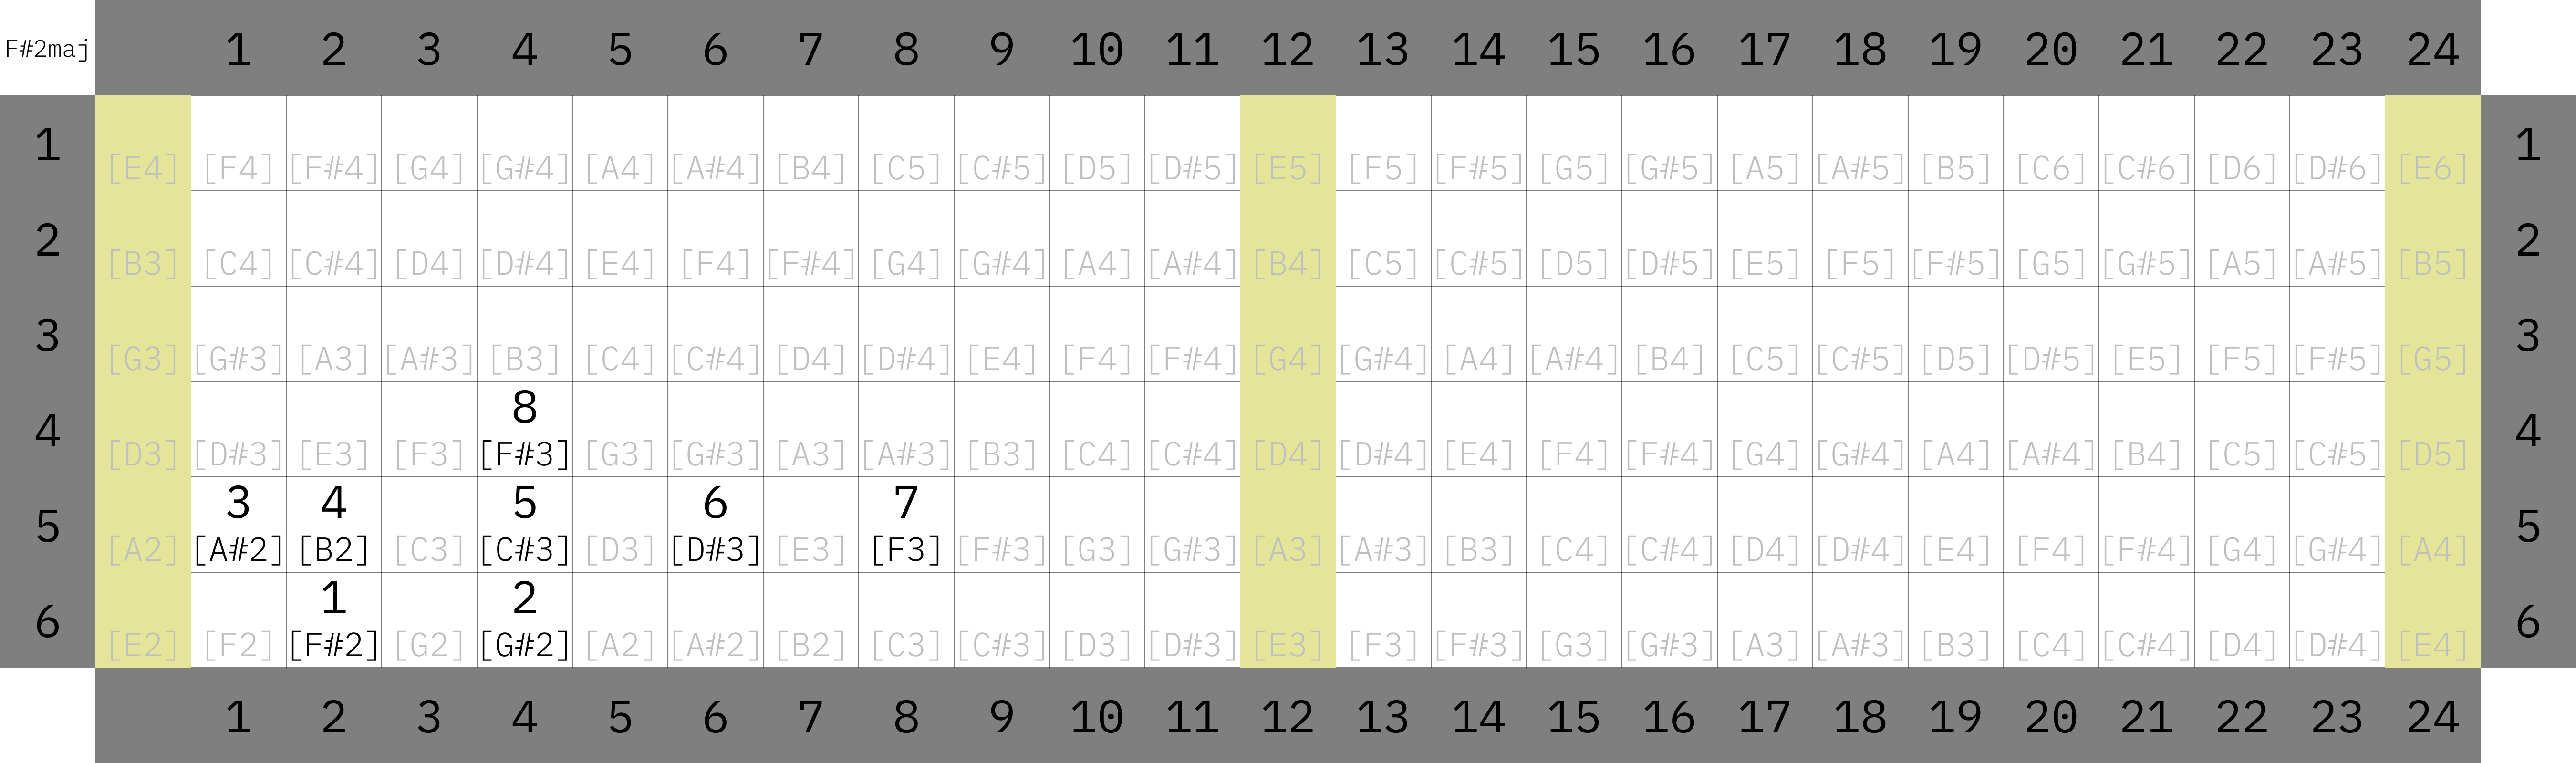 F#2maj 1 2 3 4 5 6 7 8 9 10 11 12 13 14 15 16 17 18 19 20 21 22 23 24
1 [E4] [F4] [F#4] [G4] [G#4] [A4] [A#4] [B4] [C5] [C#5] [D5] [D#5] [E5] [F5] [F#5] [G5] [G#5] [A5] [A#5] [B5] [C6] [C#6] [D6] [D#6] [E6] 1
2 [B3] [C4] [C#4] [D4] [D#4] [E4] [F4] [F#4] [G4] [G#4] [A4] [A#4] [B4] [C5] [C#5] [D5] [D#5] [E5] [F5] [F#5] [G5] [G#5] [A5] [A#5] [B5] 2
3 [G3] [G#3] [A3] [A#3] [B3] [C4] [C#4] [D4] [D#4] [E4] [F4] [F#4] [G4] [G#4] [A4] [A#4] [B4] [C5] [C#5] [D5] [D#5] [E5] [F5] [F#5] [G5] 3
8
4 [D3] [D#3] [E3] [F3] [F#3] [G3] [G#3] [A3] [A#3] [B3] [C4] [C#4] [D4] [D#4] [E4] [F4] [F#4] [G4] [G#4] [A4] [A#4] [B4] [C5] [C#5] [D5] 4
3 4 5 6 7
5 [A2] [A#2] [B2] [C3] [C#3] [D3] [D#3] [E3] [F3] [F#3] [G3] [G#3] [A3] [A#3] [B3] [C4] [C#4] [D4] [D#4] [E4] [F4] [F#4] [G4] [G#4] [A4] 5
1 2
6 [E2] [F2] [F#2] [G2] [G#2] [A2] [A#2] [B2] [C3] [C#3] [D3] [D#3] [E3] [F3] [F#3] [G3] [G#3] [A3] [A#3] [B3] [C4] [C#4] [D4] [D#4] [E4] 6
1 2 3 4 5 6 7 8 9 10 11 12 13 14 15 16 17 18 19 20 21 22 23 24